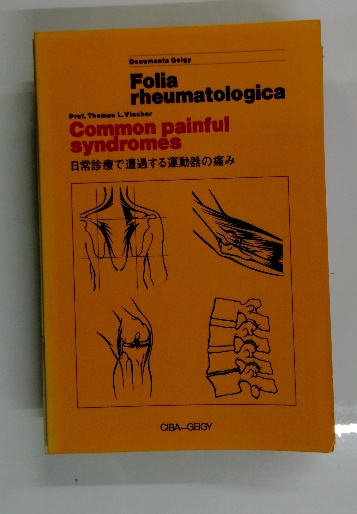 Documenta Geigy
Folia
rheumatologica
Prof. Thomas L. Vischer
Common painful
syndromes
日常診療で遭遇する運動器の痛み
CIBA–GEIGY